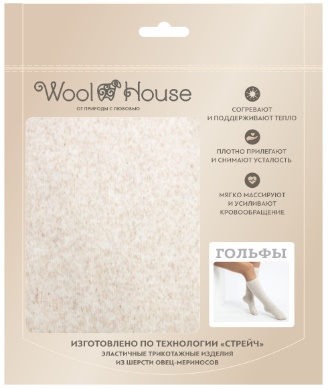 Wool House
ОТ ПРИРОДЫ С ЛЮБОВЬЮ
СОГРЕВАЮТ
И ПОДДЕРЖИВАЮТ ТЕПЛО
ПЛОТНО ПРИЛЕГАЮТ
И СНИМАЮТ УСТАЛОСТЬ
МЯГКО МАССИРУЮТ
И УСИЛИВАЮТ
КРОВООБРАЩЕНИЕ
ГОЛЬФЫ
ИЗГОТОВЛЕНО ПО ТЕХНОЛОГИИ «СТРЕЙЧ»
ЭЛАСТИЧНЫЕ ТРИКОТАЖНЫЕ ИЗДЕЛИЯ
ИЗ ШЕРСТИ ОВЕЦ-МЕРИНОСОВ